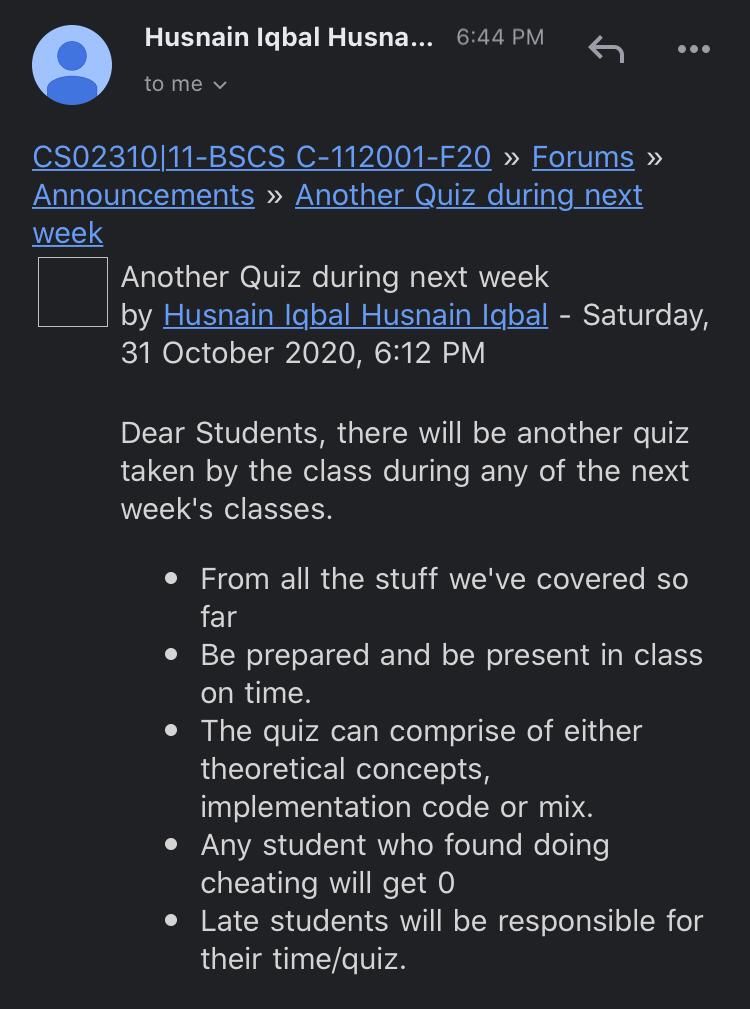 Husnain Iqbal Husna... 6:44 PM
to me
CS02310|11-BSCS C-112001-F20 » Forums »
Announcements » Another Quiz during next
week
Another Quiz during next week
by Husnain Iqbal Husnain Iqbal - Saturday,
31 October 2020, 6:12 PM
Dear Students, there will be another quiz
taken by the class during any of the next
week's classes.
• From all the stuff we've covered so
far
• Be prepared and be present in class
on time.
• The quiz can comprise of either
theoretical concepts,
implementation code or mix.
• Any student who found doing
cheating will get 0
• Late students will be responsible for
their time/quiz.